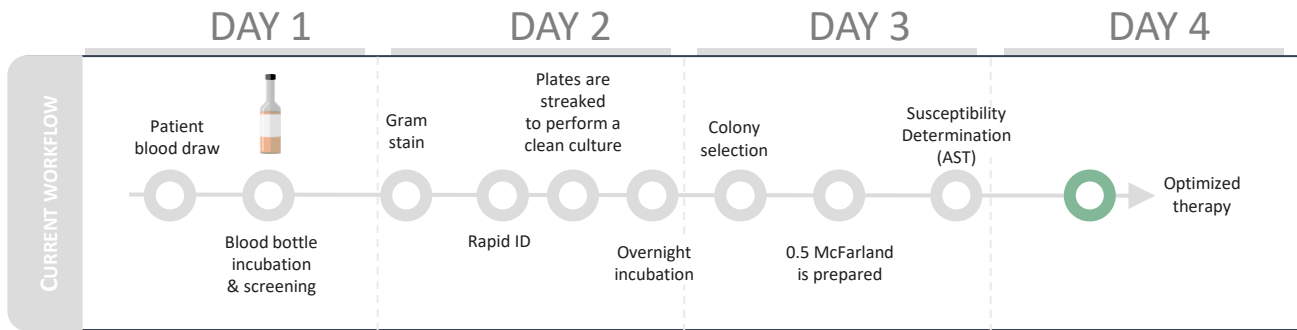 DAY 1
DAY 2
DAY 3
DAY 4
CURRENT WORKFLOW
Patient
blood draw
Blood bottle
incubation
& screening
Gram
stain
Rapid ID
Plates are
streaked
to perform a
clean culture
Overnight
incubation
Colony
selection
0.5 McFarland
is prepared
Susceptibility
Determination
(AST)
Optimized
therapy